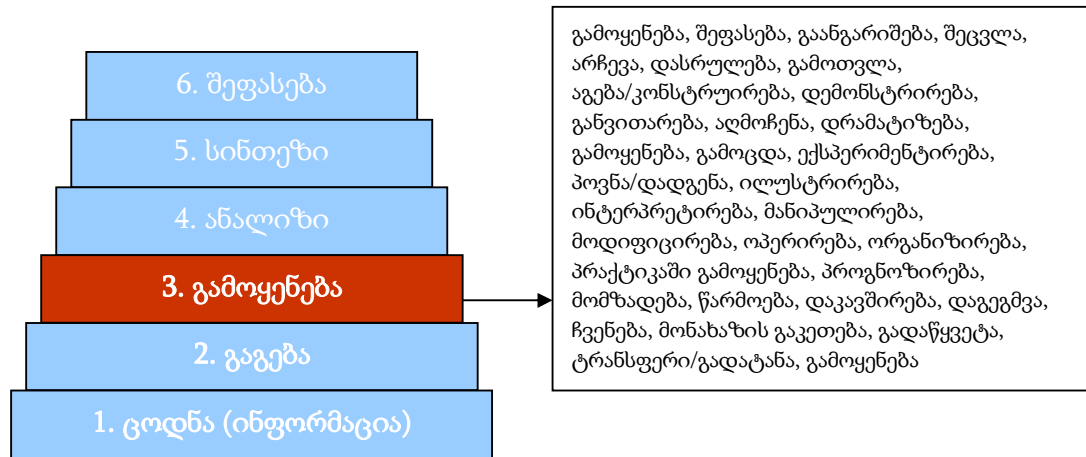 6. შეფასება
5. სინთეზი
4. ანალიზი
3. გამოყენება
2. გაგება
1. ცოდნა (ინფორმაცია)
გამოყენება, შეფასება, გაანგარიშება, შეცვლა,
არჩევა, დასრულება, გამოთვლა,
აგება/კონსტრუირება, დემონსტრირება,
განვითარება, აღმოჩენა, დრამატიზება,
გამოყენება, გამოცდა, ექსპერიმენტირება,
პოვნა/დადგენა, ილუსტრირება,
ინტერპრეტირება, მანიპულირება,
მოდიფიცირება, ოპერირება, ორგანიზირება,
პრაქტიკაში გამოყენება, პროგნოზირება,
მომზადება, წარმოება, დაკავშირება, დაგეგმვა,
ჩვენება, მონახაზის გაკეთება, გადაწყვეტა,
ტრანსფერი/გადატანა, გამოყენება